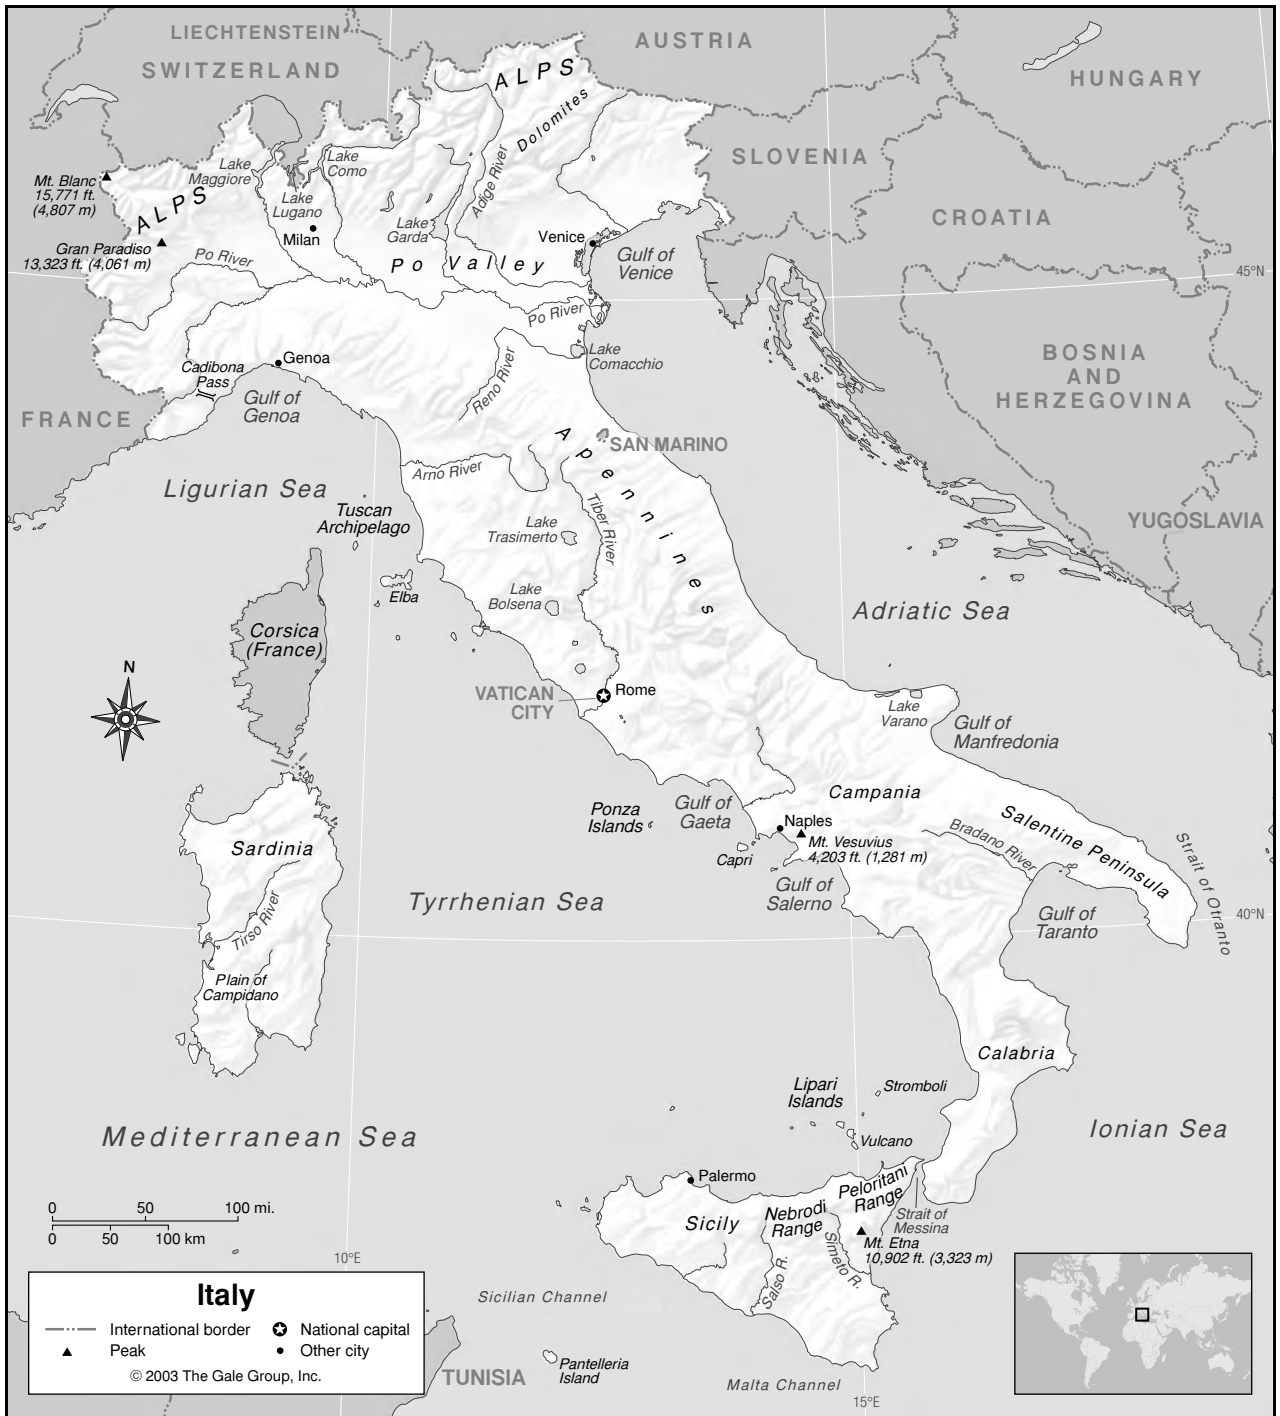 LIECHTENSTEIN
AUSTRIA
SWITZERLAND
HUNGARY
ALPS
Dolomites
SLOVENIA
Lake
Maggiore
Lake
Como
Mt. Blanc
15,771 ft.
(4,807 m)
ALPS
Lake
Lugano
Adige River
CROATIA
Milan
Lake
Garda
Venice
Gulf of
Venice
Gran Paradiso
13,323 ft. (4,061 m)
Po River
Po Valley
45°N
Po River
Genoa
Lake
Comacchio
BOSNIA
AND
HERZEGOVINA
Cadibona
Pass
Reno River
Gulf of
Genoa
FRANCE
SAN MARINO
Apennines
Arno River
Ligurian Sea
Tuscan
Archipelago
Lake
Trasimerto
Tiber River
YUGOSLAVIA
Elba
Lake
Bolsena
Adriatic Sea
Corsica
(France)
N
VATICAN
CITY
Rome
Lake
Varano
Gulf of
Manfredonia
Ponza
Islands
Gulf of
Gaeta
Campania
Naples
Mt. Vesuvius
4,203 ft. (1,281 m)
Bradano River
Salentine Peninsula
Strait of Otranto
Capri
Sardinia
Gulf of
Salerno
Tyrrhenian Sea
Gulf of
Taranto
40°N
Tirso River
Plain of
Campidano
Calabria
Lipari
Islands
Stromboli
Mediterranean Sea
Vulcano
Ionian Sea
Palermo
Peloritani
Range
Nebrodi
Range
Sicily
Strait of
Messina
Mt. Etna
10,902 ft. (3,323 m)
Salso R.
Simeto R.
0 50 100 mi.
0 50 100 km
10°E
Sicilian Channel
Italy
International border
National capital
Peak
Other city
© 2003 The Gale Group, Inc.
TUNISIA
Pantelleria
Island
Malta Channel
15°E